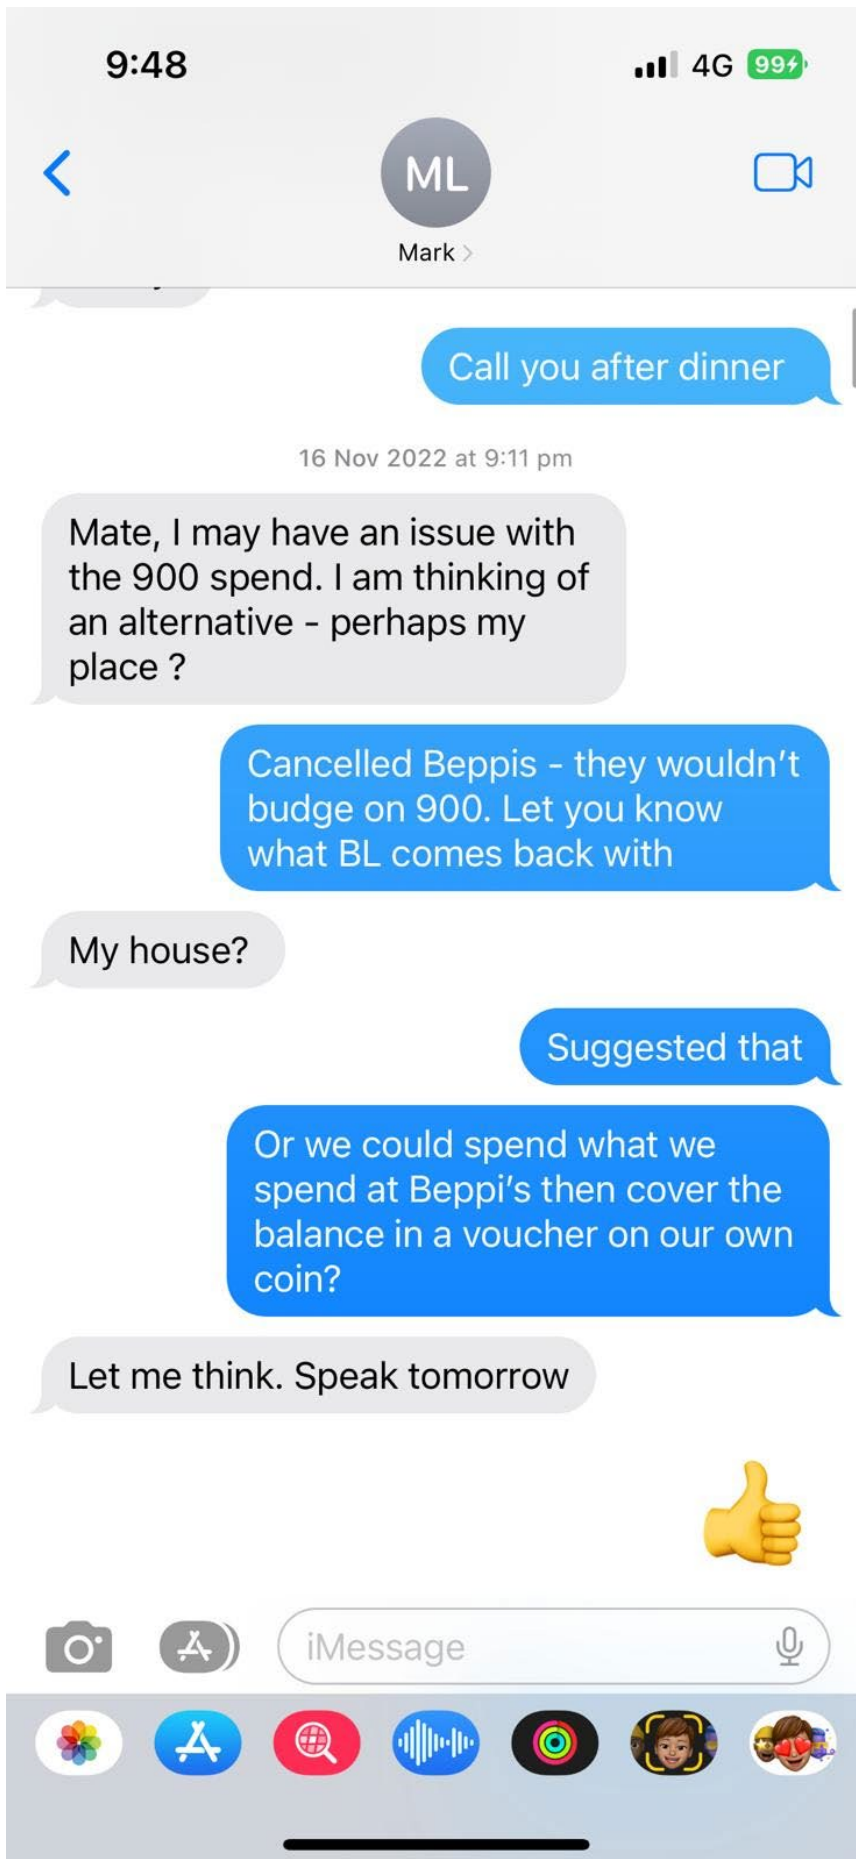 9:48
4G 99
ML
Mark
Call you after dinner
16 Nov 2022 at 9:11 pm
Mate, I may have an issue with
the 900 spend. I am thinking of
an alternative - perhaps my
place ?
Cancelled Beppis - they wouldn't
budge on 900. Let you know
what BL comes back with
My house?
Suggested that
Or we could spend what we
spend at Beppi's then cover the
balance in a voucher on our own
coin?
Let me think. Speak tomorrow
iMessage